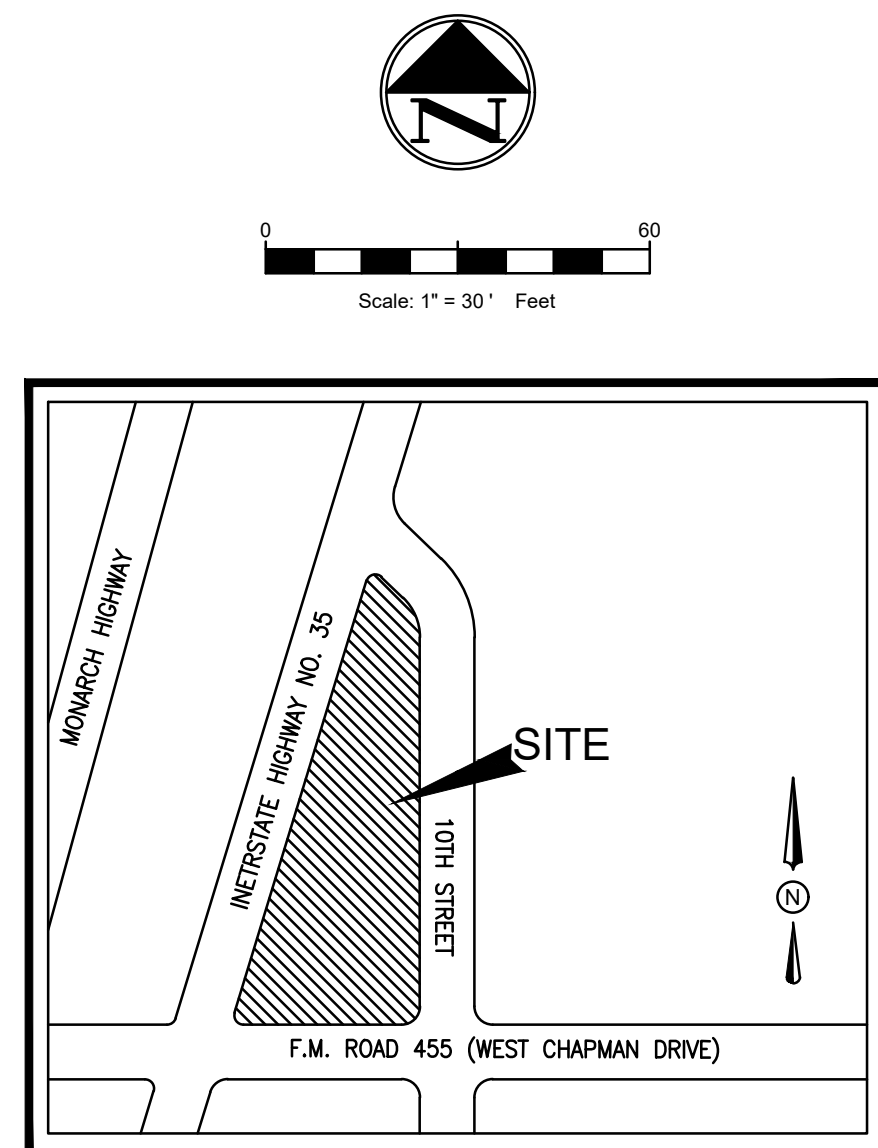 N
0 60
Scale: 1" = 30 ' Feet
MONARCH HIGHWAY
INETRSTATE HIGHWAY NO. 35
SITE
10TH STREET
N
F.M. ROAD 455 (WEST CHAPMAN DRIVE)